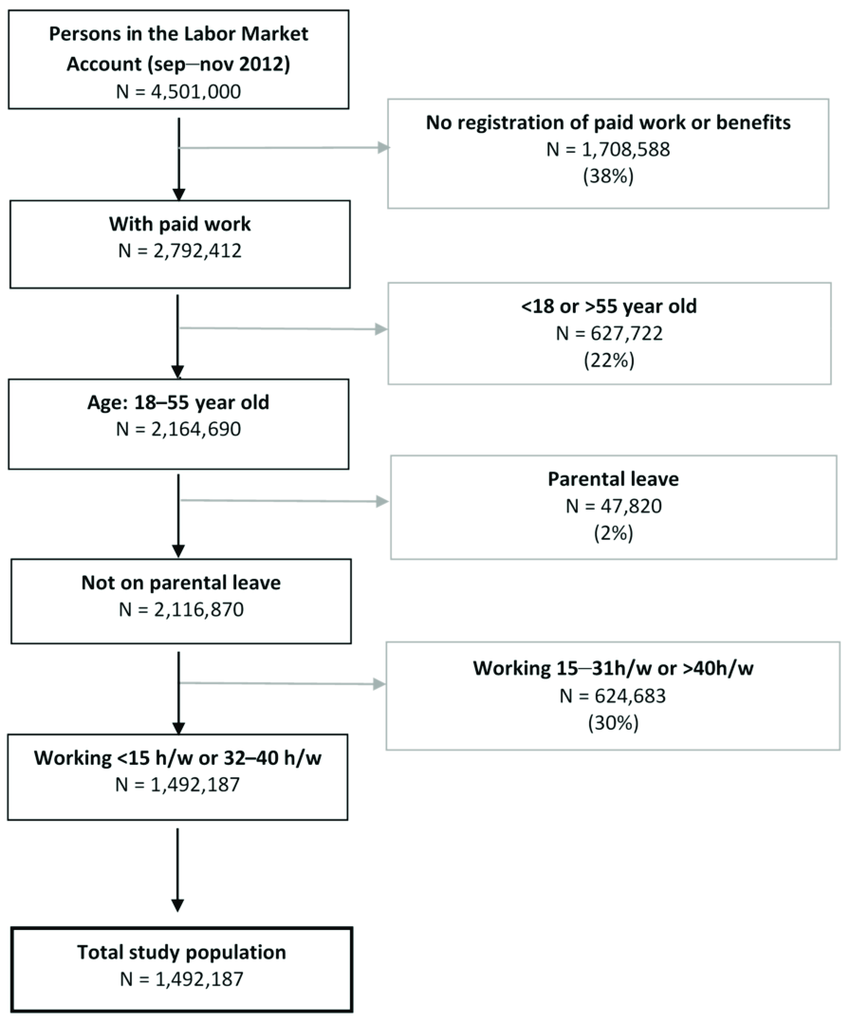 Persons in the Labor Market
Account (sep—nov 2012)
N = 4,501,000
No registration of paid work or benefits
N = 1,708,588
(38%)
With paid work
N = 2,792,412
<18 or >55 year old
N = 627,722
(22%)
Age: 18–55 year old
N = 2,164,690
Parental leave
N = 47,820
(2%)
Not on parental leave
N = 2,116,870
Working 15—31h/w or >40h/w
N = 624,683
(30%)
Working <15 h/w or 32–40 h/w
N = 1,492,187
Total study population
N = 1,492,187